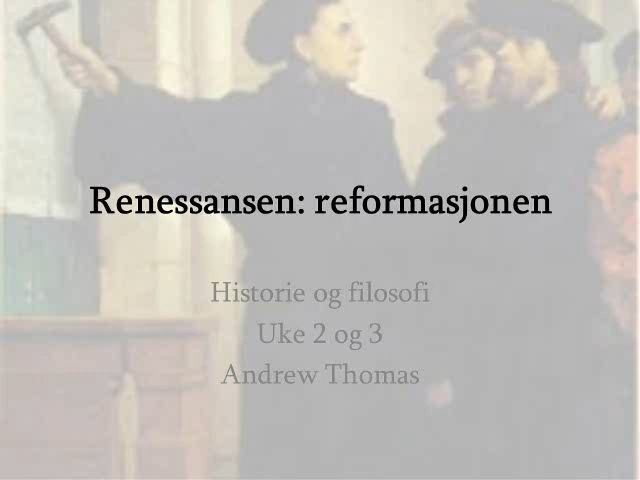 Renessansen: reformasjonen
Historie og filosofi
Uke 2 og 3
Andrew Thomas